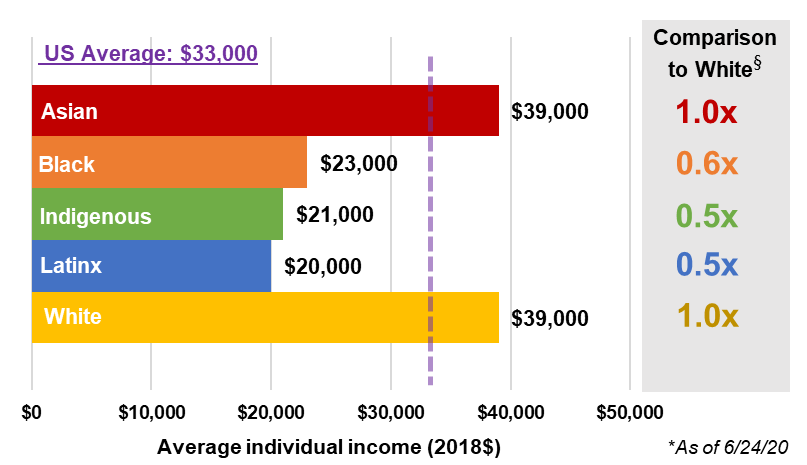 US Average: $33,000
Comparison
to White§
Asian $39,000 1.0x
Black $23,000 0.6x
Indigenous $21,000 0.5x
Latinx $20,000 0.5x
White $39,000 1.0x
$0 $10,000 $20,000 $30,000 $40,000 $50,000
Average individual income (2018$)
*As of 6/24/20